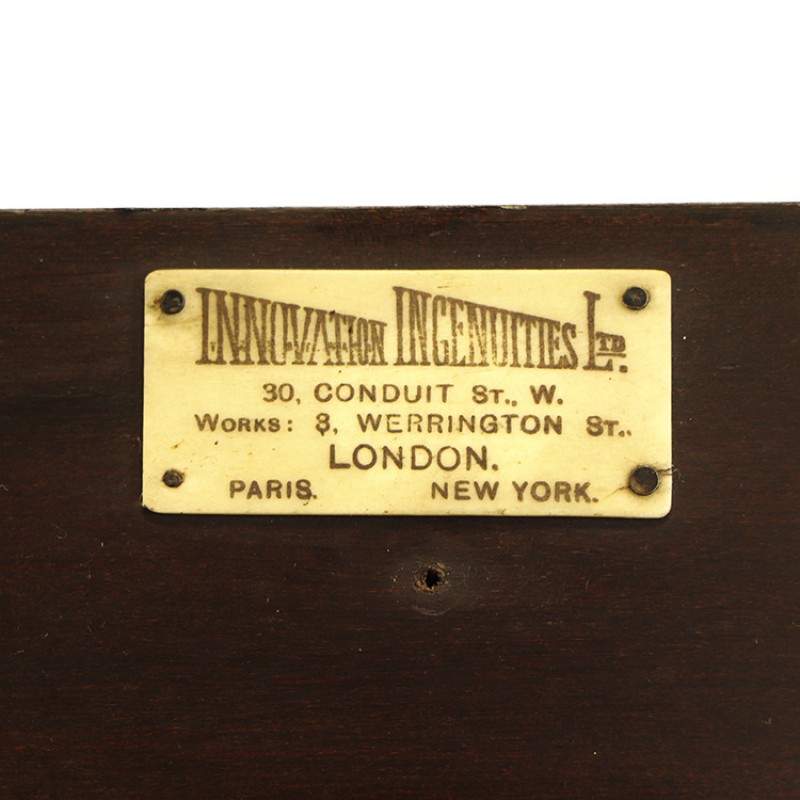 INNOVATION INGENUITIES LTD.
30, CONDUIT ST., W.
WORKS: 3, WERRINGTON ST.,
LONDON.
PARIS. NEW YORK.